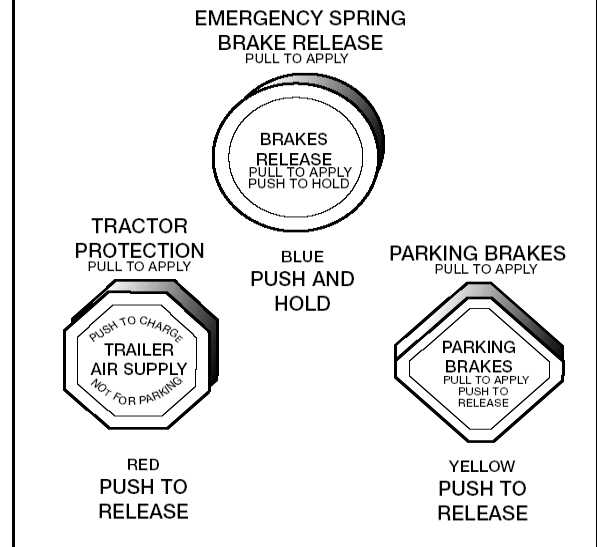 EMERGENCY SPRING
BRAKE RELEASE
PULL TO APPLY
BRAKES
RELEASE
PULL TO APPLY
PUSH TO HOLD
BLUE
PUSH AND
HOLD
TRACTOR
PROTECTION
PULL TO APPLY
PUSH TO CHARGE
TRAILER
AIR SUPPLY
NOT FOR PARKING
RED
PUSH TO
RELEASE
PARKING BRAKES
PULL TO APPLY
PARKING
BRAKES
PULL TO APPLY
PUSH TO
RELEASE
YELLOW
PUSH TO
RELEASE